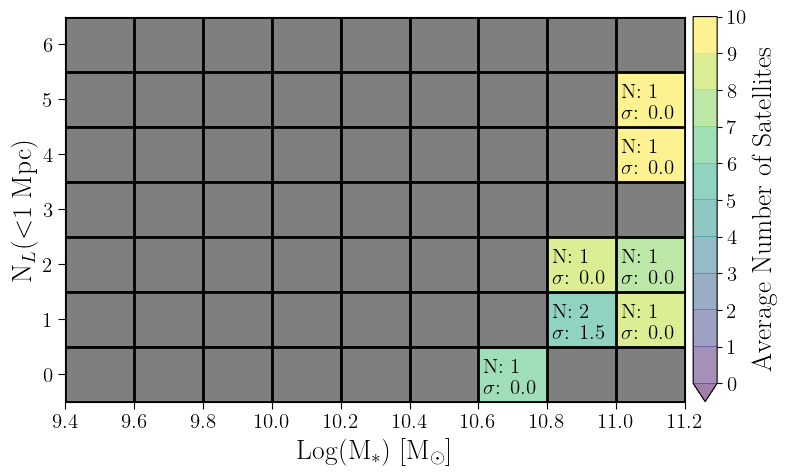 6
5
4
3
2
1
0
N_L(<1 Mpc)
N: 1
σ: 0.0
N: 1
σ: 0.0
N: 1
σ: 0.0
N: 1
σ: 0.0
N: 2
σ: 1.5
N: 1
σ: 0.0
N: 1
σ: 0.0
9.4 9.6 9.8 10.0 10.2 10.4 10.6 10.8 11.0 11.2
Log(M_*) [M_⊙]
10
9
8
7
6
5
4
3
2
1
0
Average Number of Satellites